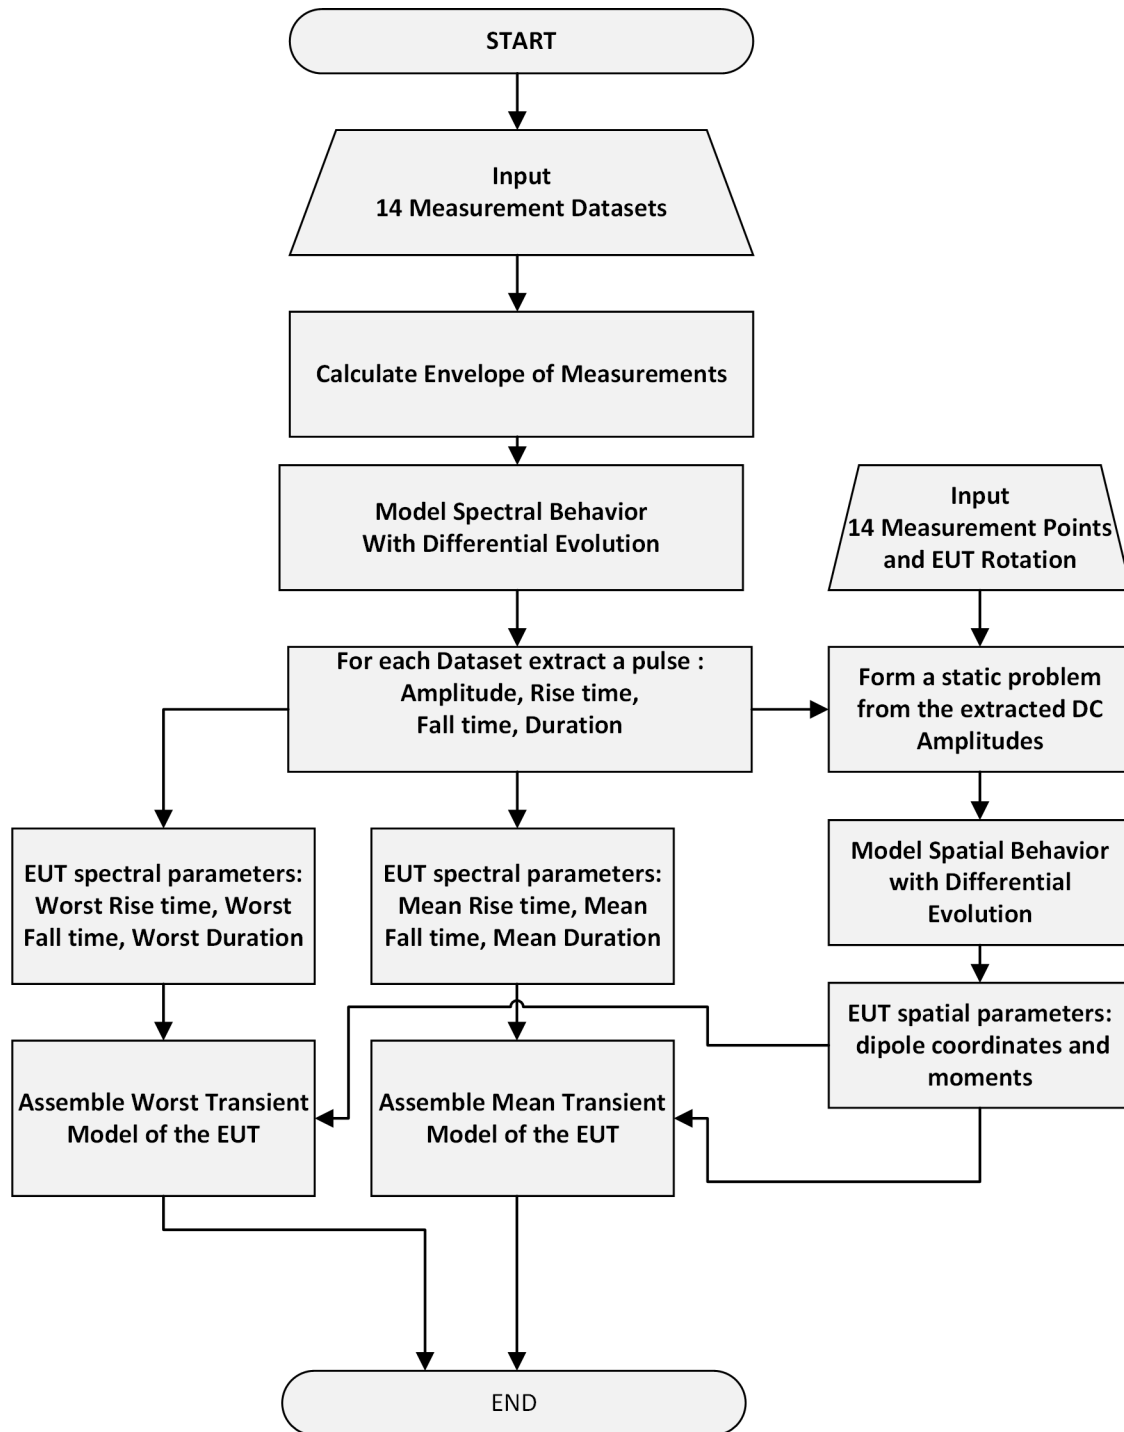 START
Input
14 Measurement Datasets
Calculate Envelope of Measurements
Model Spectral Behavior
With Differential Evolution
Input
14 Measurement Points
and EUT Rotation
For each Dataset extract a pulse :
Amplitude, Rise time,
Fall time, Duration
Form a static problem
from the extracted DC
Amplitudes
EUT spectral parameters:
Worst Rise time, Worst
Fall time, Worst Duration
EUT spectral parameters:
Mean Rise time, Mean
Fall time, Mean Duration
Model Spatial Behavior
with Differential
Evolution
EUT spatial parameters:
dipole coordinates and
moments
Assemble Worst Transient
Model of the EUT
Assemble Mean Transient
Model of the EUT
END